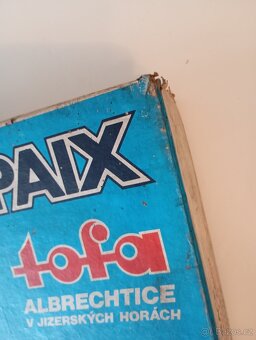 PAIX
tofa
ALBRECHTICE
V JIZERSKÝCH HORÁCH